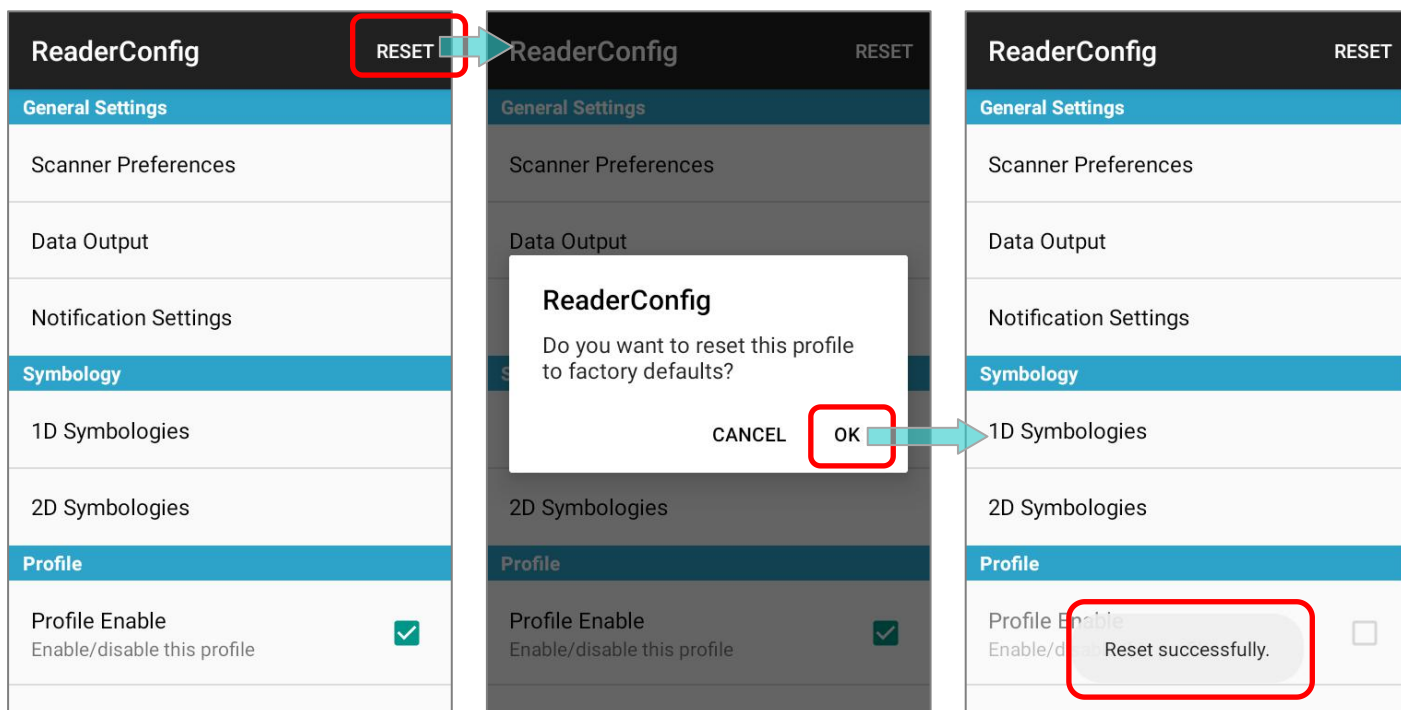 ReaderConfig RESET
General Settings
Scanner Preferences
Data Output
Notification Settings
Symbology
1D Symbologies
2D Symbologies
Profile
Profile Enable
Enable/disable this profile
ReaderConfig RESET
General Settings
Scanner Preferences
Data Output
ReaderConfig
Do you want to reset this profile
to factory defaults?
CANCEL OK
S
2D Symbologies
Profile
Profile Enable
Enable/disable this profile
ReaderConfig RESET
General Settings
Scanner Preferences
Data Output
Notification Settings
Symbology
1D Symbologies
2D Symbologies
Profile
Profile Enable
Enable/d
Reset successfully.